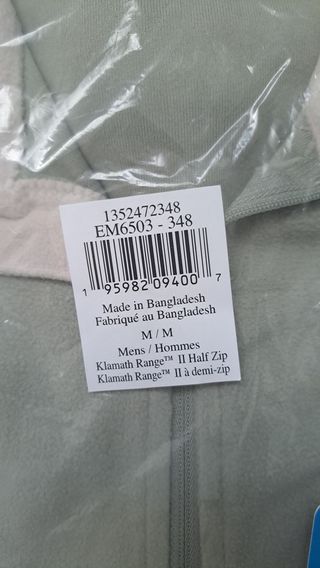 1352472348
EM6503 - 348
1 95982 09400 7
Made in Bangladesh
Fabriqué au Bangladesh
M / M
Mens / Hommes
Klamath Range™ II Half Zip
Klamath Range™ II à demi-zip